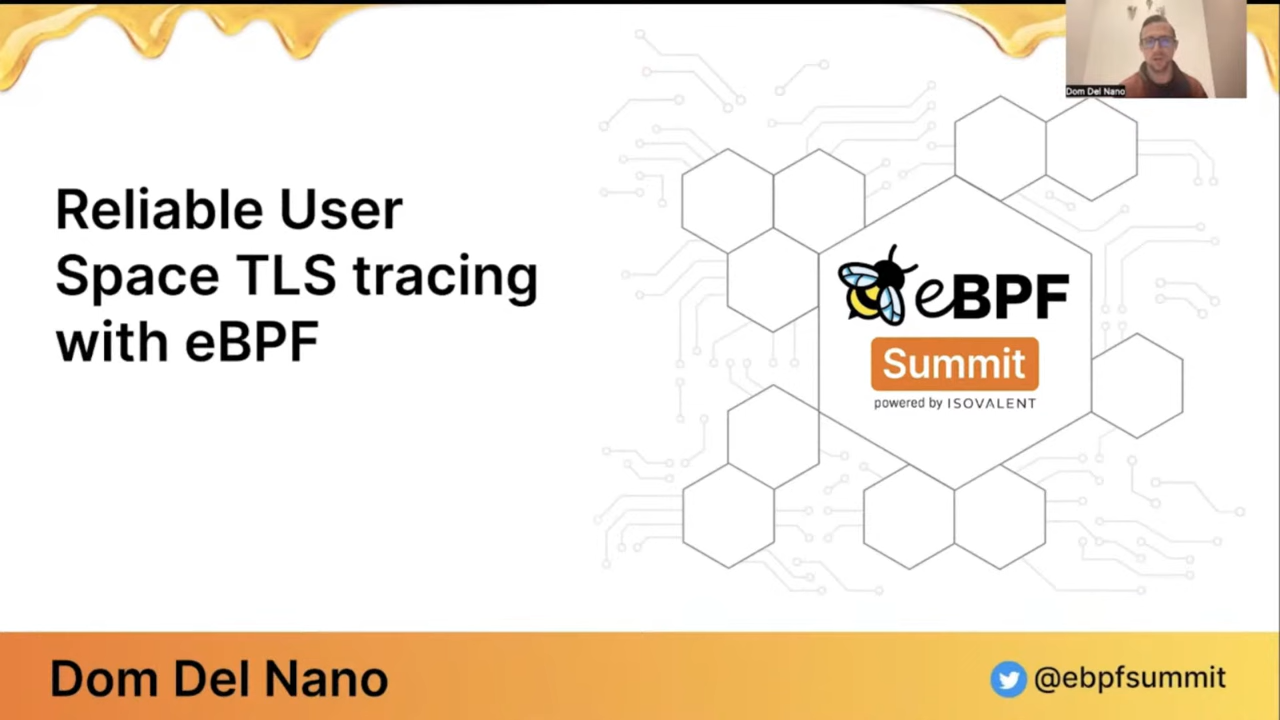 Dom Del Nano
Reliable User
Space TLS tracing
with eBPF
eBPF
Summit
powered by ISOVALENT
Dom Del Nano
@ebpfsummit